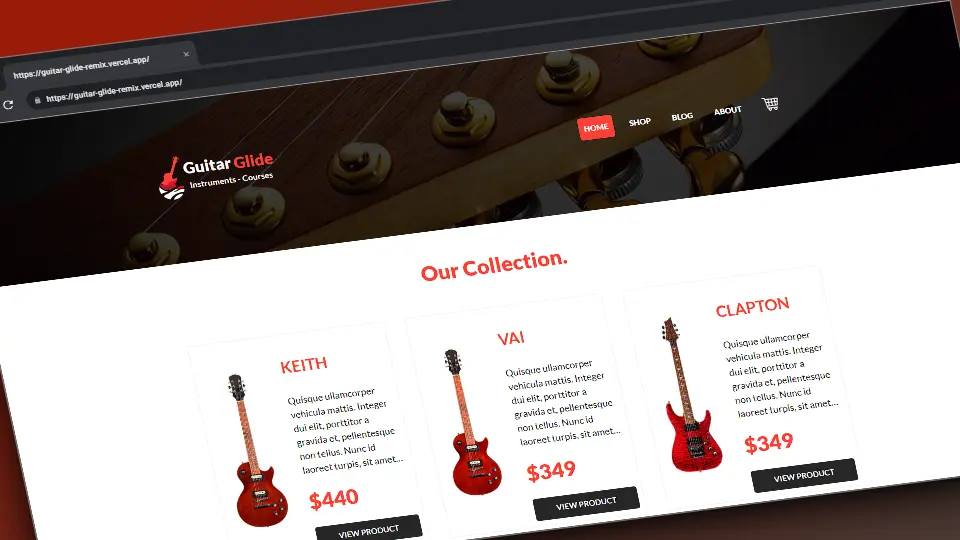 https://guitar-glide-remix.vercel.app/
https://guitar-glide-remix.vercel.app/
Guitar Glide
Instruments - Courses
HOME SHOP BLOG ABOUT
Our Collection.
KEITH
Quisque ullamcorper
vehicula mattis. Integer
dui elit, porttitor a
gravida et, pellentesque
non tellus. Nunc id
laoreet turpis, sit amet...
$440
VIEW PRODUCT
VAI
Quisque ullamcorper
vehicula mattis. Integer
dui elit, porttitor a
gravida et, pellentesque
non tellus. Nunc id
laoreet turpis, sit amet...
$349
VIEW PRODUCT
CLAPTON
Quisque ullamcorper
vehicula mattis. Integer
dui elit, porttitor a
gravida et, pellentesque
non tellus. Nunc id
laoreet turpis, sit amet...
$349
VIEW PRODUCT